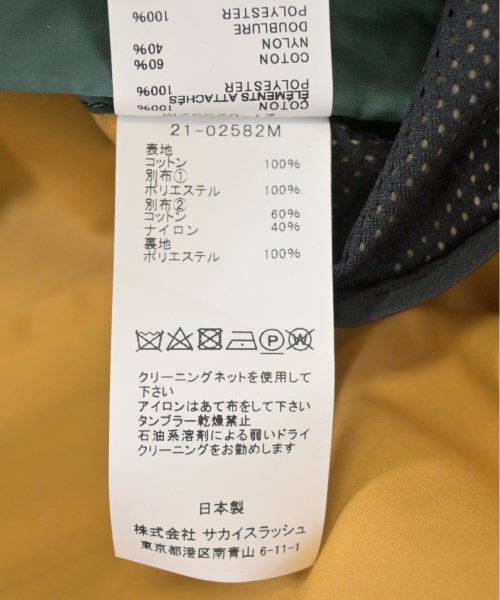 COTON 100%
POLYESTER 100%
ÉLÉMENTS ATTACHÉS
COTON 60%
NYLON 40%
DOUBLURE
POLYESTER 100%
21-02582M
表地
コットン 100%
別布①
ポリエステル 100%
別布②
コットン 60%
ナイロン 40%
裏地
ポリエステル 100%
P W
クリーニングネットを使用して
下さい
アイロンはあて布をして下さい
タンブラー乾燥禁止
石油系溶剤による弱いドライ
クリーニングをお勧めします
日本製
株式会社 サカイスラッシュ
東京都港区南青山 6-11-1